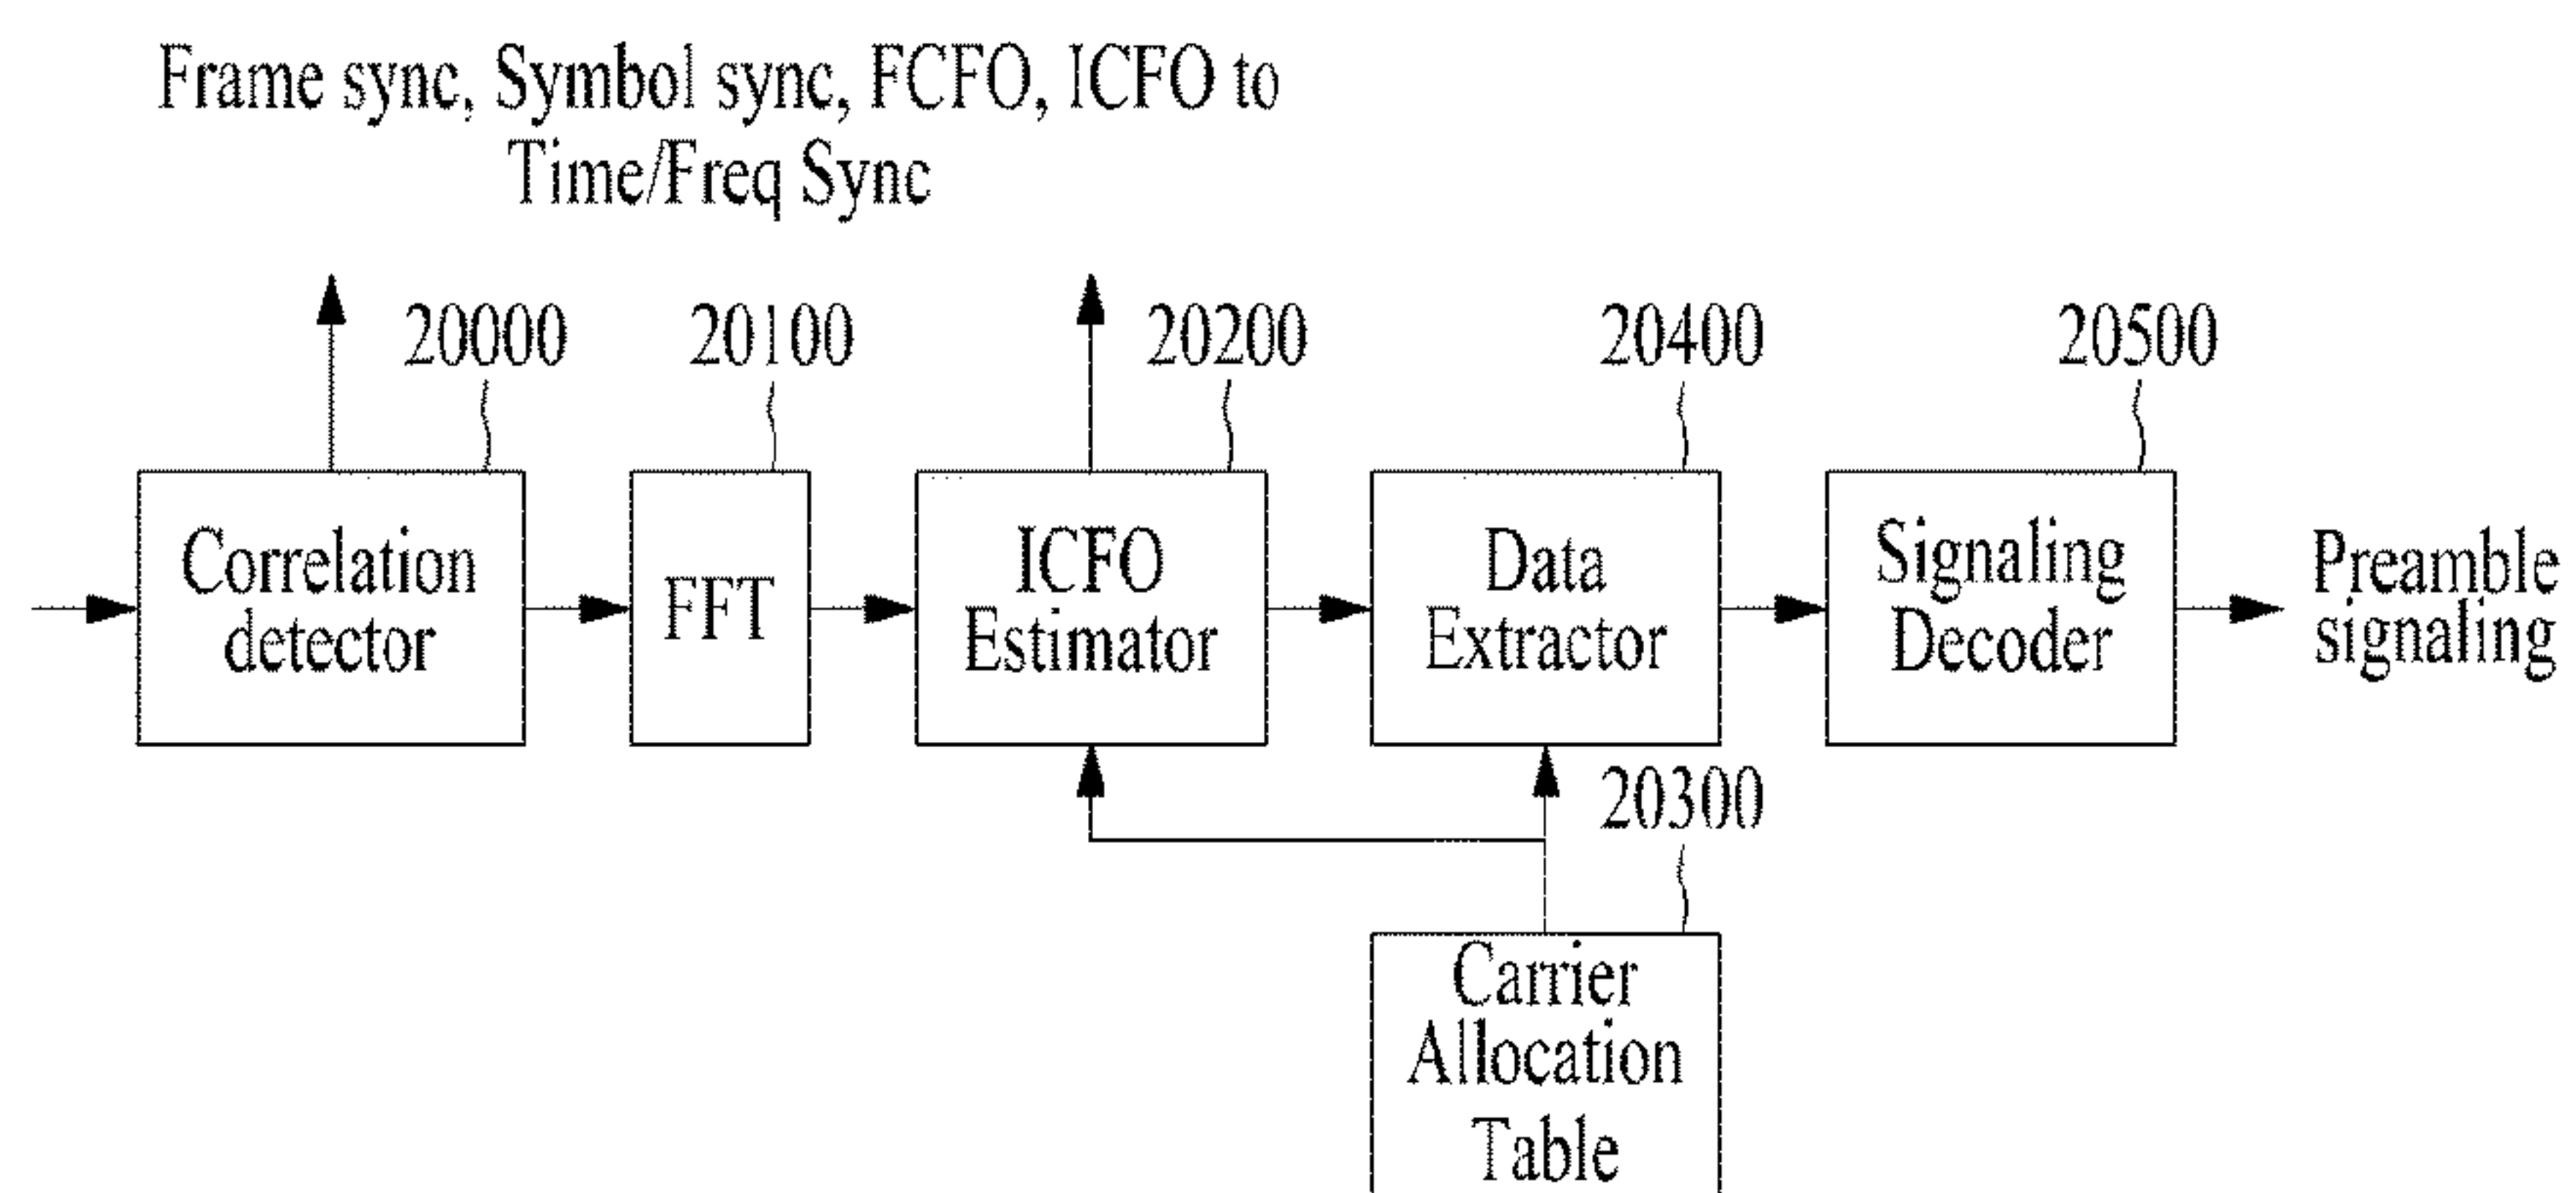 Frame sync, Symbol sync, FCFO, ICFO to
Time/Freq Sync
20000
20100
20200
20400
20500
Correlation
detector
FFT
ICFO
Estimator
Data
Extractor
Signaling
Decoder
Preamble
signaling
20300
Carrier
Allocation
Table